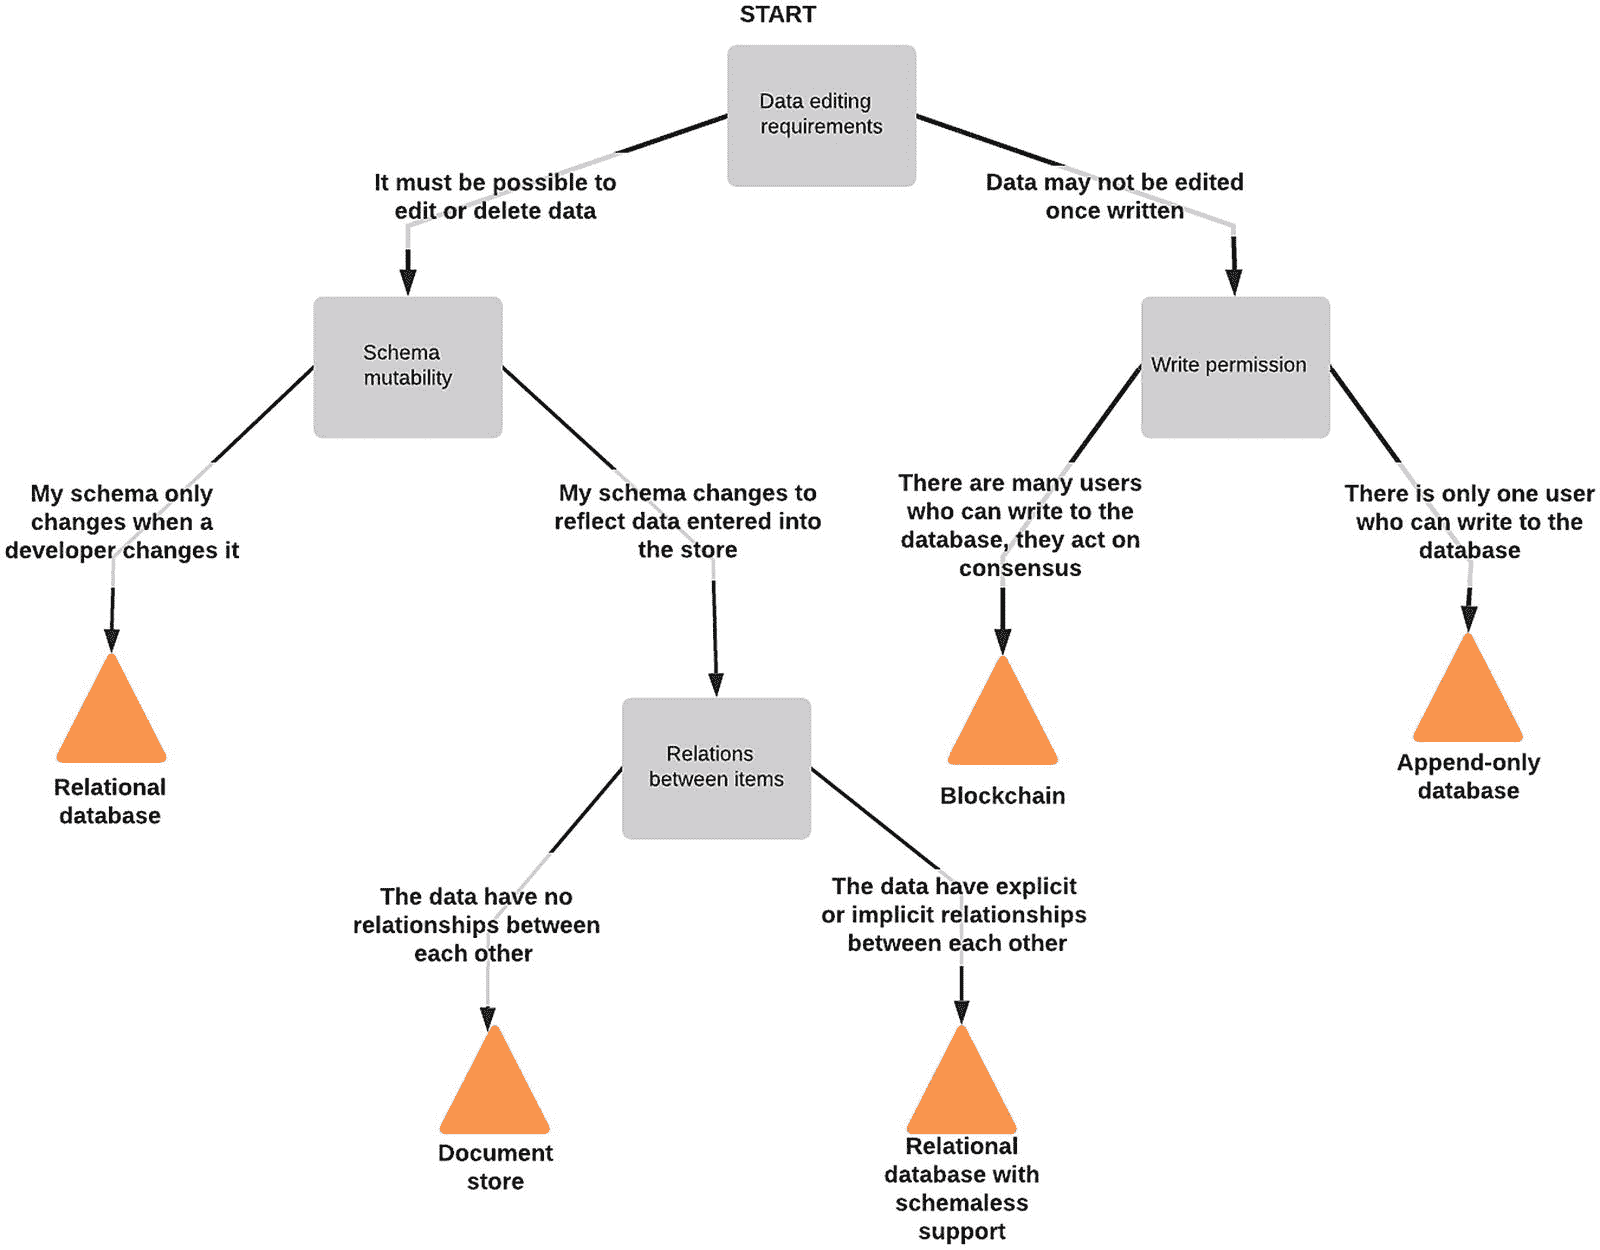 START
Data editing
requirements
It must be possible to
edit or delete data
Data may not be edited
once written
Schema
mutability
Write permission
My schema only
changes when a
developer changes it
My schema changes to
reflect data entered into
the store
There are many users
who can write to the
database, they act on
consensus
There is only one user
who can write to the
database
Relational
database
Relations
between items
Blockchain
Append-only
database
The data have no
relationships between
each other
The data have explicit
or implicit relationships
between each other
Document
store
Relational
database with
schemaless
support